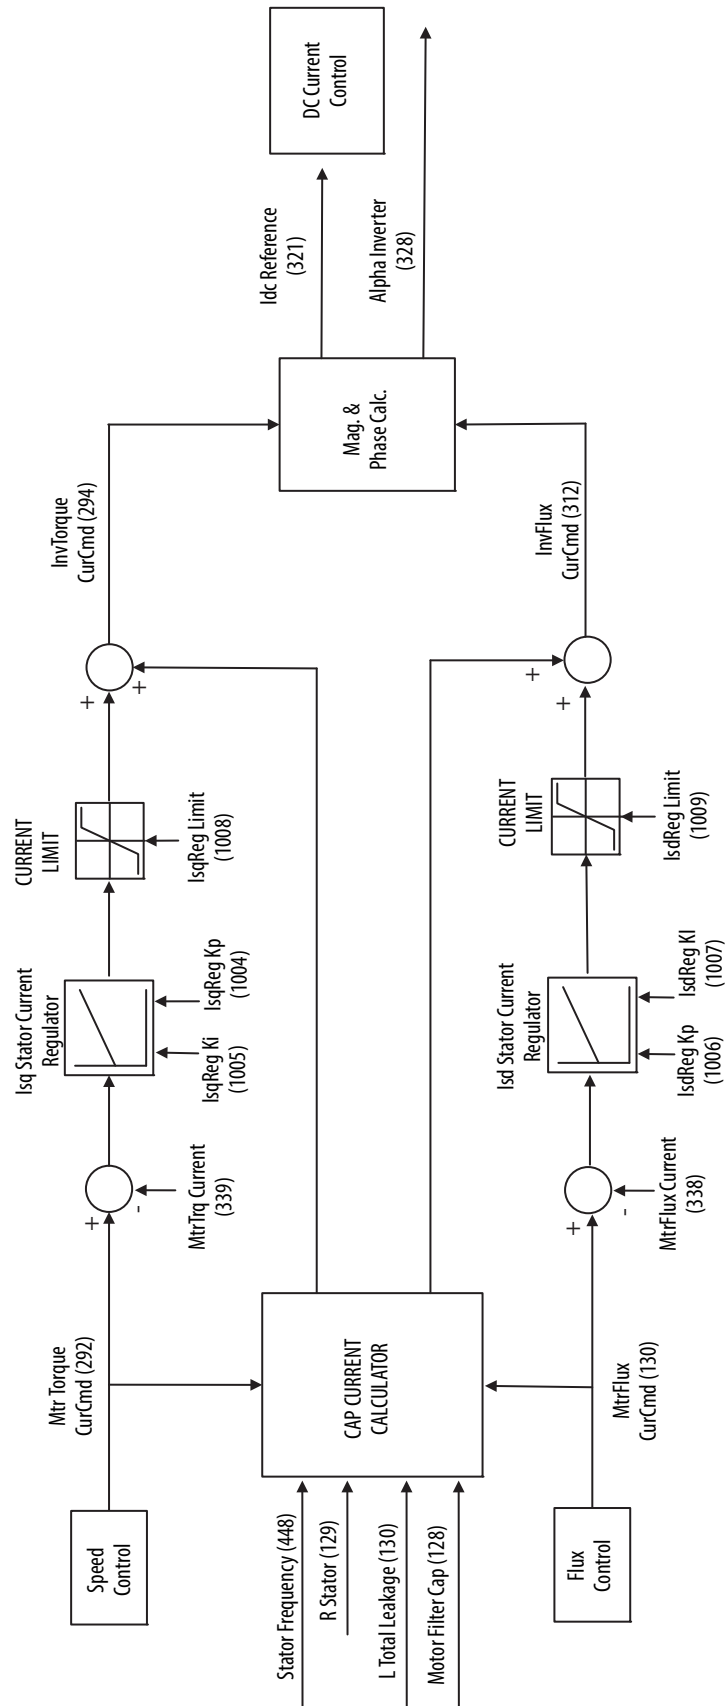 Speed
Control
Mtr Torque
CurCmd (292)
+
-
MtrTrq Current
(339)
Isq Stator Current
Regulator
IsqReg Ki
(1005)
IsqReg Kp
(1004)
CURRENT
LIMIT
IsqReg Limit
(1008)
+
+
InvTorque
CurCmd (294)
Stator Frequency (448)
R Stator (129)
L Total Leakage (130)
Motor Filter Cap (128)
CAP CURRENT
CALCULATOR
Mag. &
Phase Calc.
Idc Reference
(321)
Alpha Inverter
(328)
DC Current
Control
Flux
Control
MtrFlux
CurCmd (130)
+
-
MtrFlux Current
(338)
Isd Stator Current
Regulator
IsdReg Kp
(1006)
IsdReg KI
(1007)
CURRENT
LIMIT
IsdReg Limit
(1009)
+
+
InvFlux
CurCmd (312)